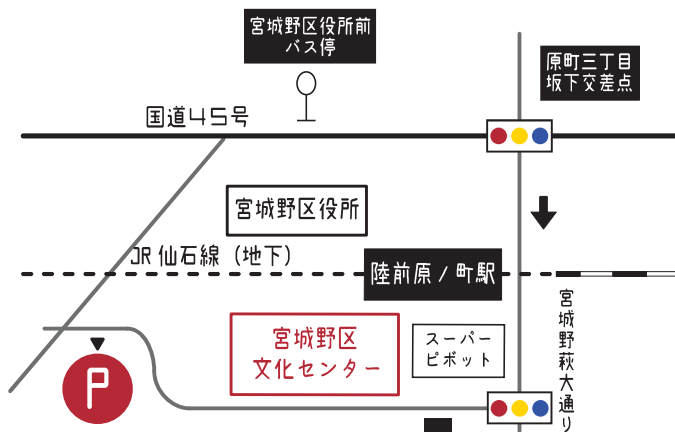 宮城野区役所前
バス停
原町三丁目
坂下交差点
国道45号
宮城野区役所
JR 仙石線（地下）
陸前原ノ町駅
宮城野萩大通り
宮城野区
文化センター
スーパー
ピボット
P